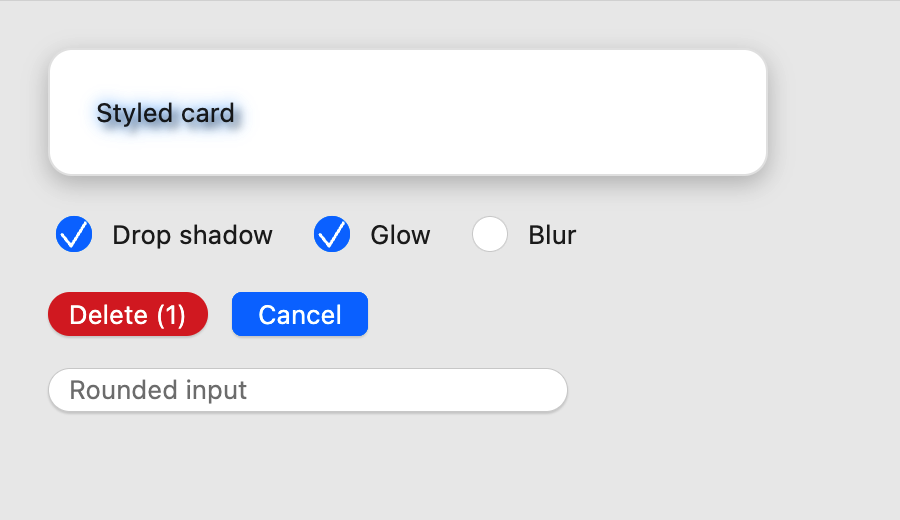 Styled card
Drop shadow Glow Blur
Delete (1) Cancel
Rounded input